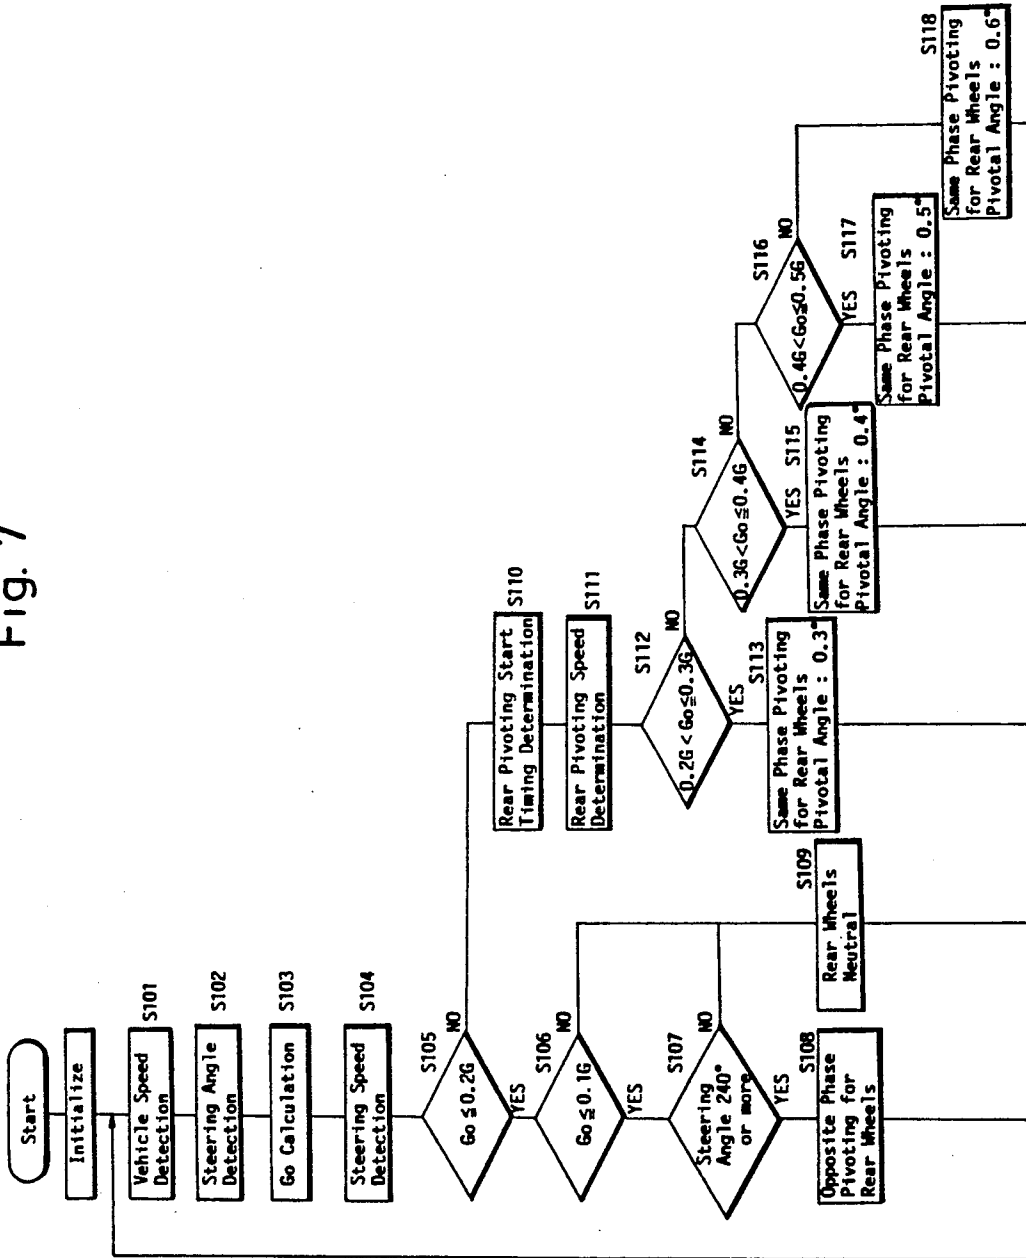 Fig. 7
Start
Initialize
Vehicle Speed
Detection
S101
Steering Angle
Detection
S102
Go Calculation
S103
Steering Speed
Detection
S104
S105
Go ≦ 0.2G
NO
YES
S106
Go ≦ 0.1G
NO
YES
S107
Steering
Angle 240°
or more
NO
YES
S108
Opposite Phase
Pivoting for
Rear Wheels
S109
Rear Wheels
Neutral
S110
Rear Pivoting Start
Timing Determination
S111
Rear Pivoting Speed
Determination
S112
0.2G < Go ≦ 0.3G
NO
YES
S113
Same Phase Pivoting
for Rear Wheels
Pivotal Angle : 0.3°
S114
0.3G<Go≦0.4G
NO
YES
S115
Same Phase Pivoting
for Rear Wheels
Pivotal Angle : 0.4°
S116
0.4G<Go≦0.5G
NO
YES
S117
Same Phase Pivoting
for Rear Wheels
Pivotal Angle : 0.5°
S118
Same Phase Pivoting
for Rear Wheels
Pivotal Angle : 0.6°